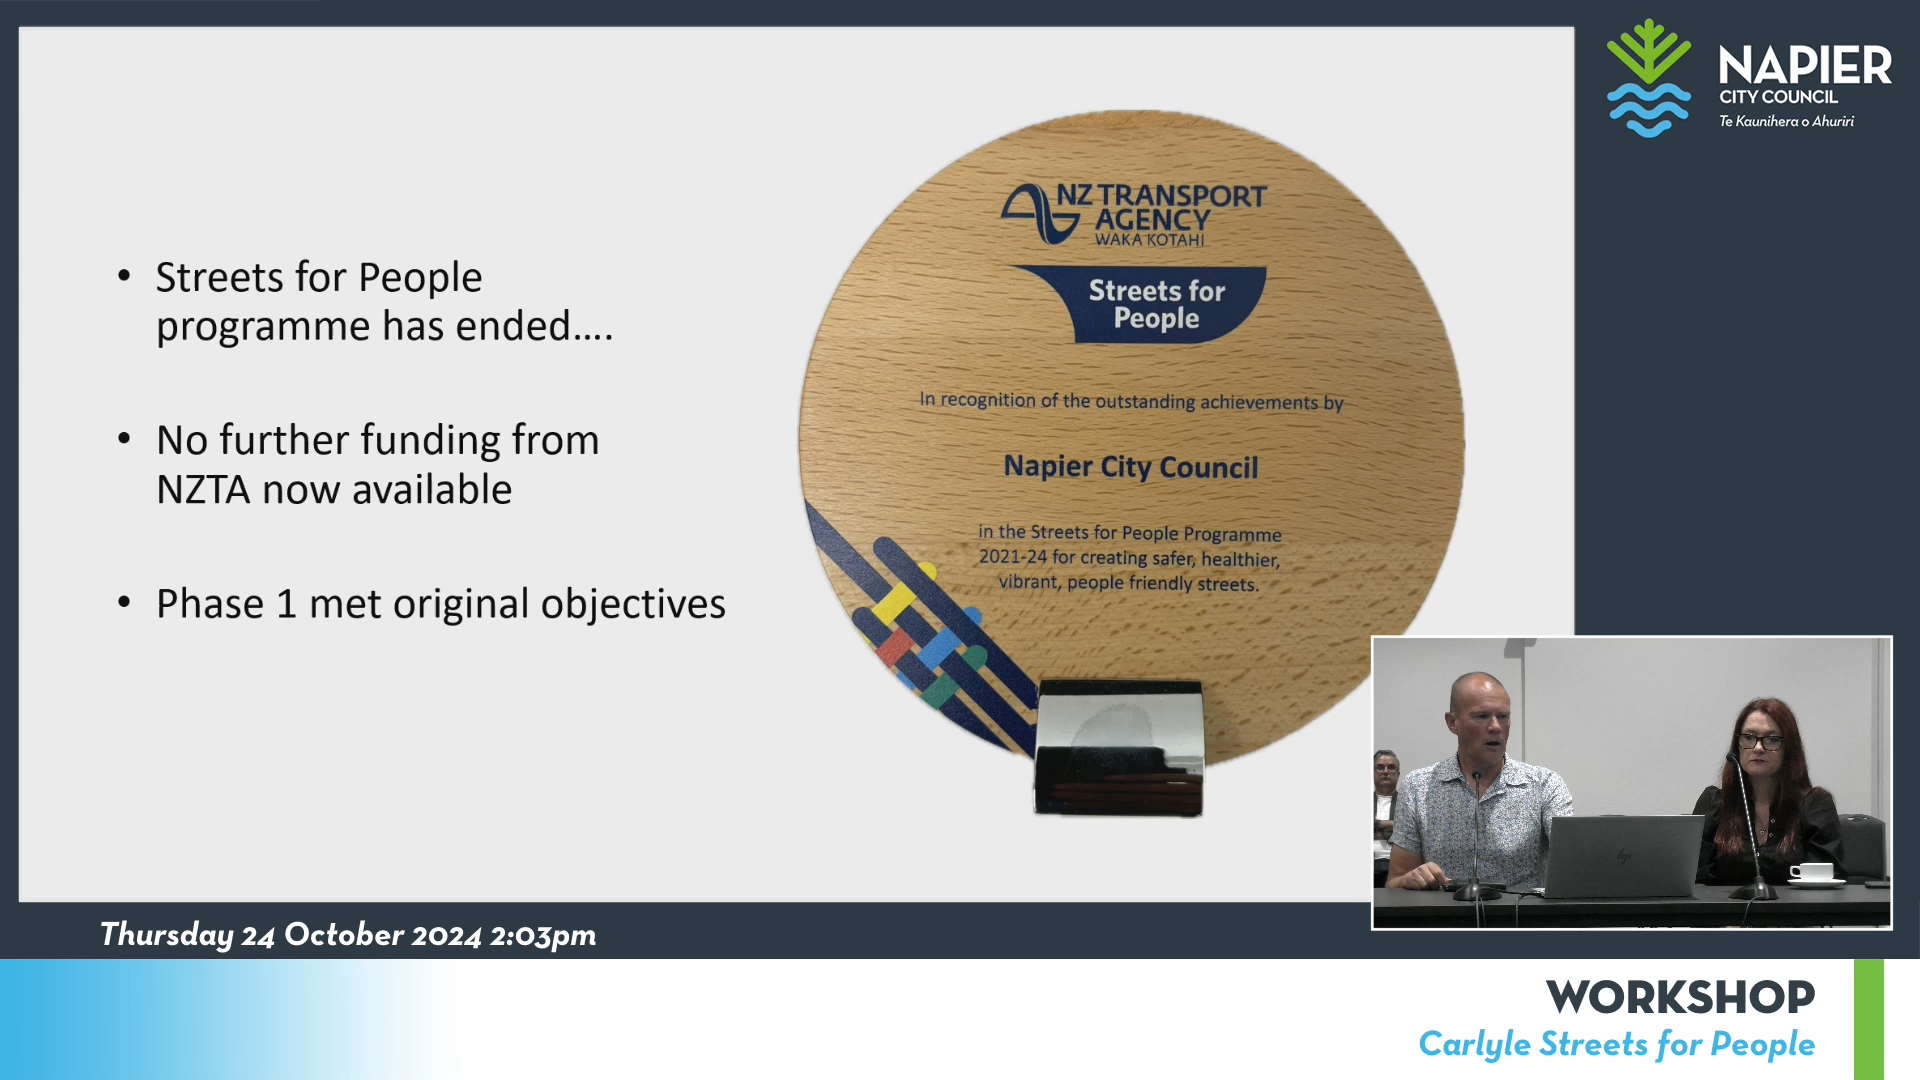 NAPIER
CITY COUNCIL
Te Kaunihera o Ahuriri
• Streets for People
programme has ended....
• No further funding from
NZTA now available
• Phase 1 met original objectives
NZ TRANSPORT
AGENCY
WAKA KOTAHI
Streets for
People
In recognition of the outstanding achievements by
Napier City Council
in the Streets for People Programme
2021-24 for creating safer, healthier,
vibrant, people friendly streets.
hp
Thursday 24 October 2024 2:03pm
WORKSHOP
Carlyle Streets for People